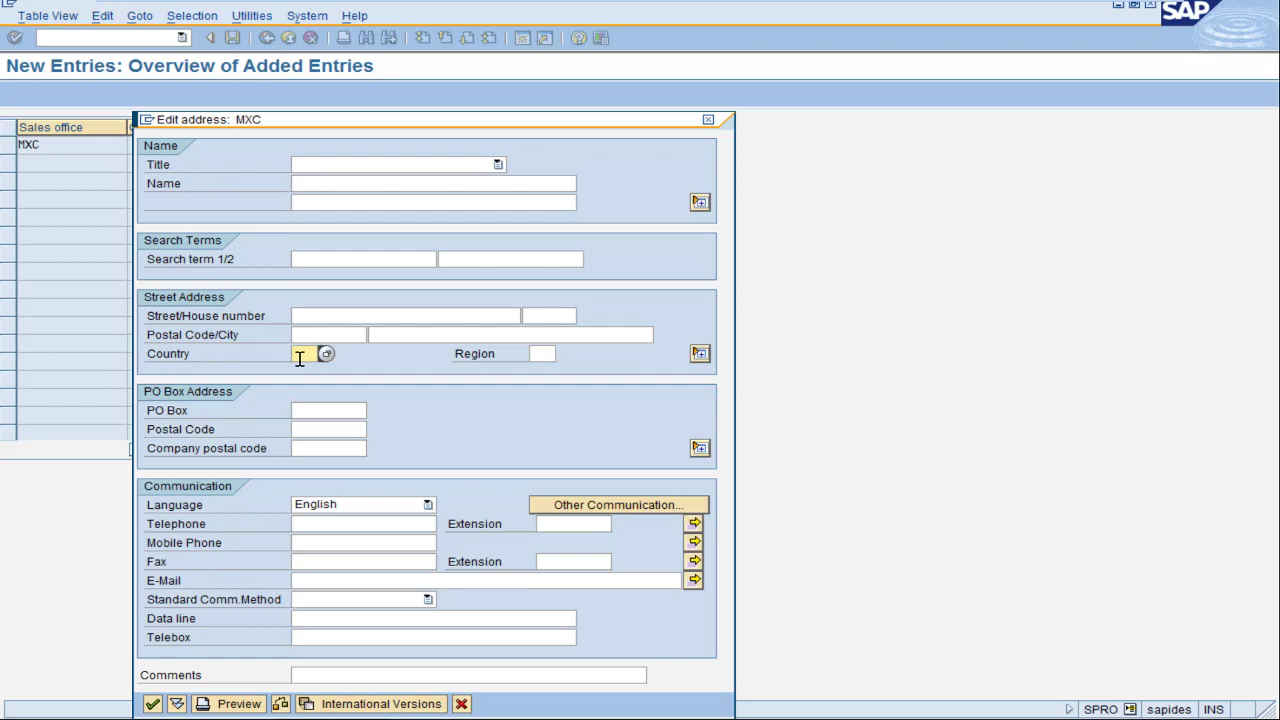 Table View Edit Goto Selection Utilities System Help
SAP
New Entries: Overview of Added Entries
Sales office
MXC
Edit address: MXC
Name
Title
Name
Search Terms
Search term 1/2
Street Address
Street/House number
Postal Code/City
Country Region
PO Box Address
PO Box
Postal Code
Company postal code
Communication
Language English Other Communication...
Telephone Extension
Mobile Phone
Fax Extension
E-Mail
Standard Comm.Method
Data line
Telebox
Comments
Preview International Versions
SPRO sapides INS